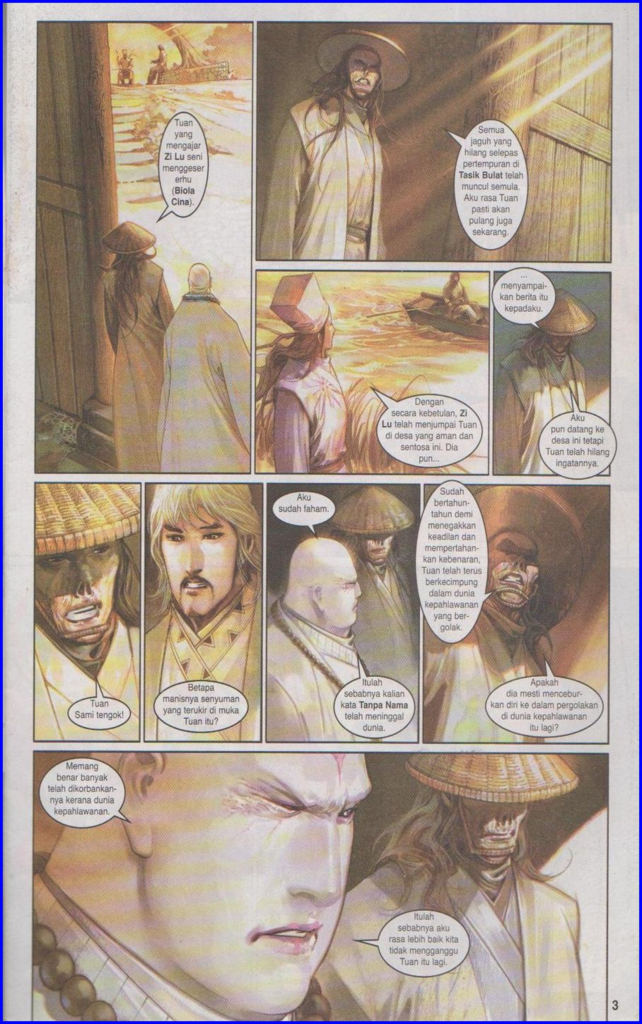 Tuan
yang
mengajar
Zi Lu seni
menggeser
erhu
(Biola
Cina).
Semua
jaguh yang
hilang selepas
pertempuran di
Tasik Bulat telah
muncul semula.
Aku rasa Tuan
pasti akan
pulang juga
sekarang.
Dengan
secara kebetulan, Zi
Lu telah menjumpai Tuan
di desa yang aman dan
sentosa ini. Dia
pun...
...
menyampai-
kan berita itu
kepadaku.
Aku
pun datang ke
desa ini tetapi
Tuan telah hilang
ingatannya.
Tuan
Sami tengok!
Betapa
manisnya senyuman
yang terukir di muka
Tuan itu?
Aku
sudah faham.
Itulah
sebabnya kalian
kata Tanpa Nama
telah meninggal
dunia.
Sudah
bertahun-
tahun demi
menegakkan
keadilan dan
mempertahan-
kan kebenaran,
Tuan telah terus
berkecimpung
dalam dunia
kepahlawanan
yang ber-
golak.
Apakah
dia mesti mencebur-
kan diri ke dalam pergolakan
di dunia kepahlawanan
itu lagi?
Memang
benar banyak
telah dikorbankan-
nya kerana dunia
kepahlawanan.
Itulah
sebabnya aku
rasa lebih baik kita
tidak mengganggu
Tuan itu lagi.
3